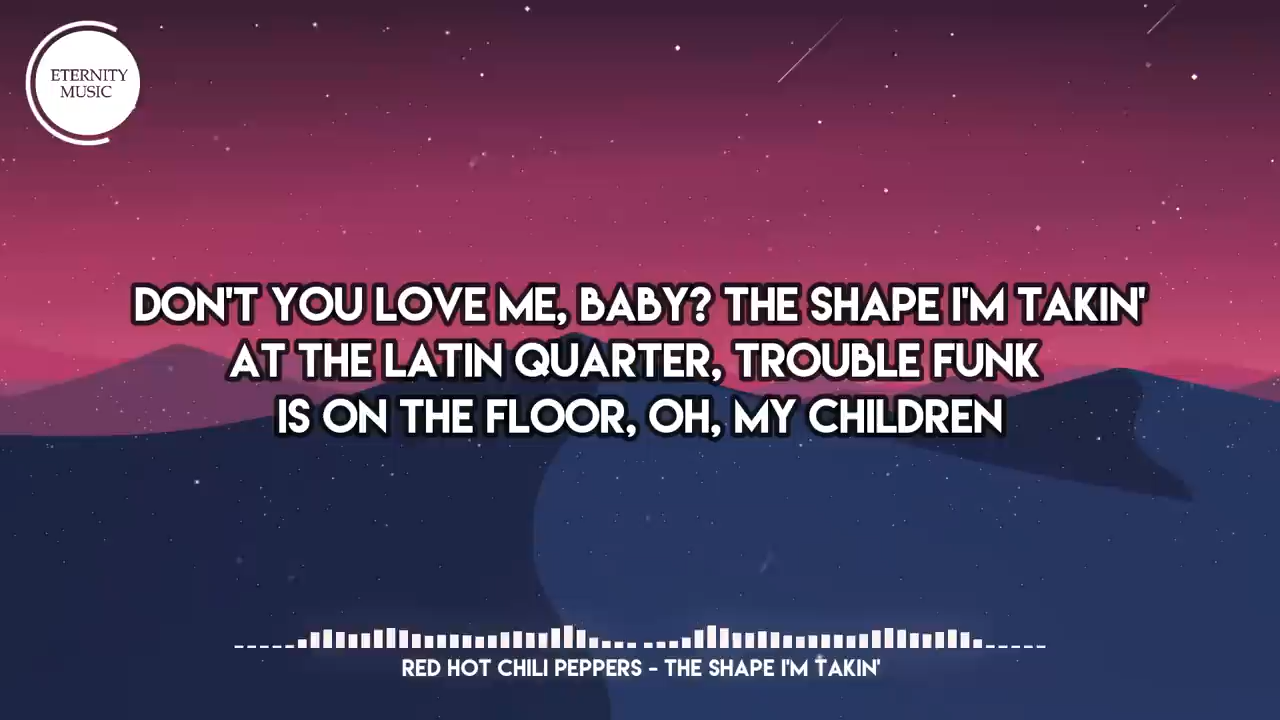 ETERNITY
MUSIC
DON'T YOU LOVE ME, BABY? THE SHAPE I'M TAKIN'
AT THE LATIN QUARTER, TROUBLE FUNK
IS ON THE FLOOR, OH, MY CHILDREN
RED HOT CHILI PEPPERS - THE SHAPE I'M TAKIN'